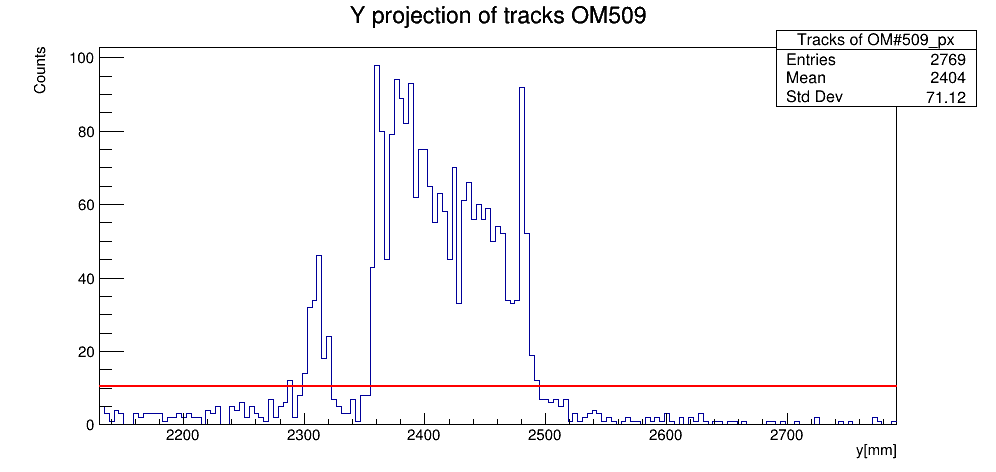 Y projection of tracks OM509
Counts
Tracks of OM#509_px
Entries 2769
Mean 2404
Std Dev 71.12
100
80
60
40
20
0
2200 2300 2400 2500 2600 2700
y[mm]